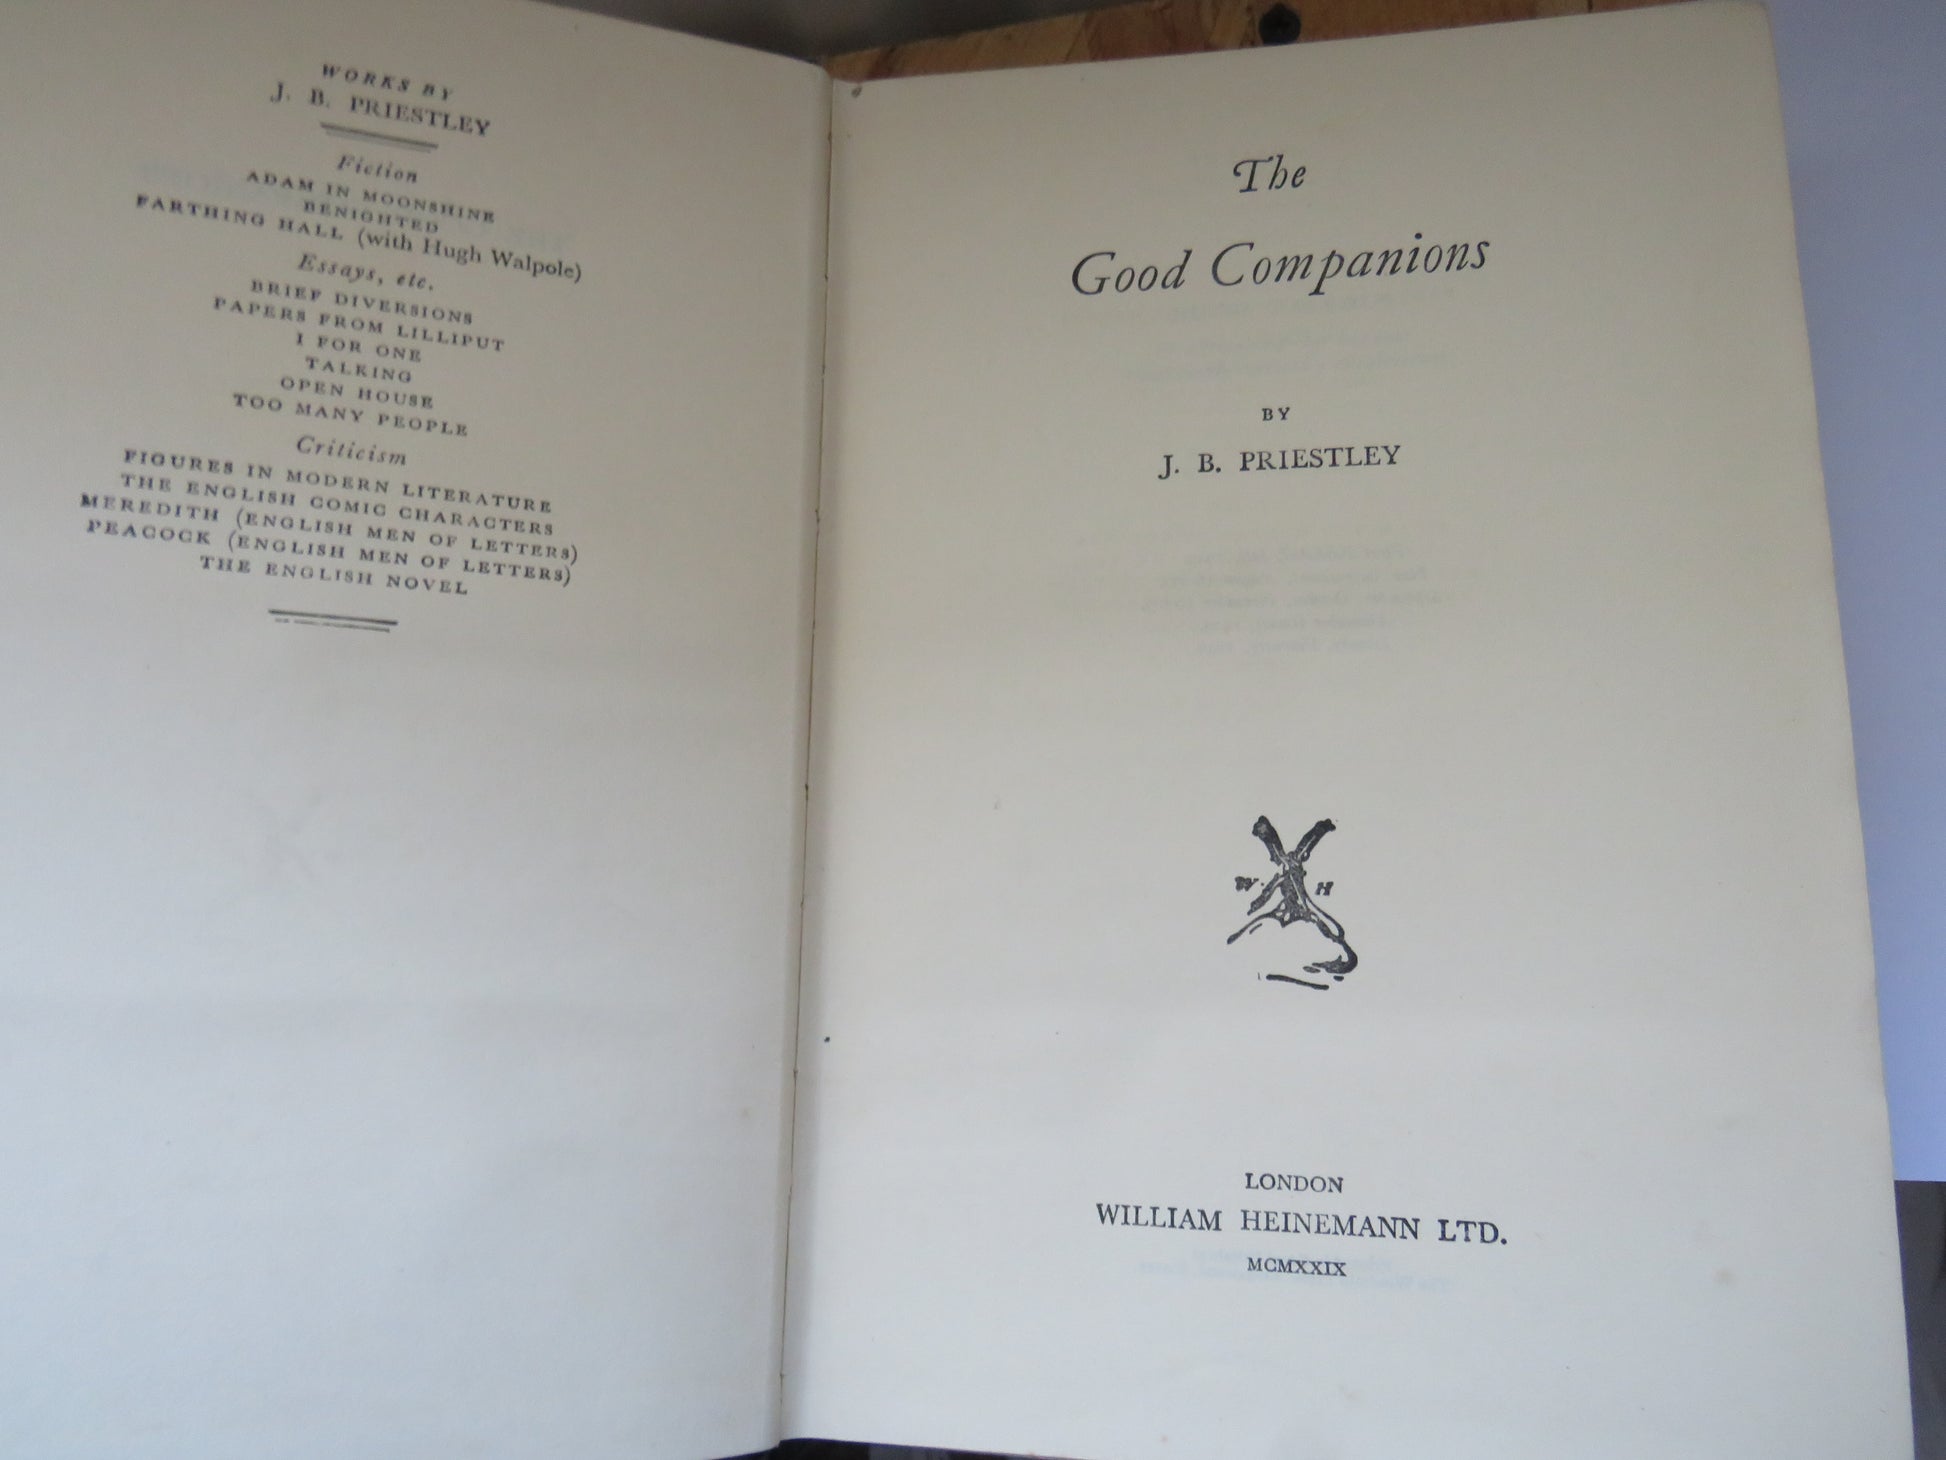 WORKS BY
J. B. PRIESTLEY
Fiction
ADAM IN MOONSHINE
BENIGHTED
FARTHING HALL (with Hugh Walpole)
Essays, etc.
BRIEF DIVERSIONS
PAPERS FROM LILLIPUT
I FOR ONE
TALKING
OPEN HOUSE
TOO MANY PEOPLE
Criticism
FIGURES IN MODERN LITERATURE
THE ENGLISH COMIC CHARACTERS
MEREDITH (ENGLISH MEN OF LETTERS)
PEACOCK (ENGLISH MEN OF LETTERS)
THE ENGLISH NOVEL
The
Good Companions
BY
J. B. PRIESTLEY
W H
LONDON
WILLIAM HEINEMANN LTD.
MCMXXIX